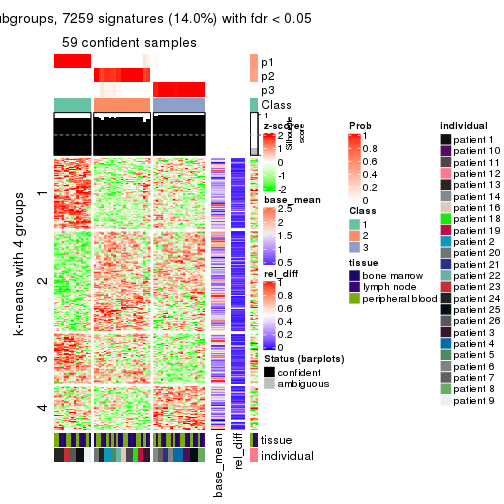 ubgroups, 7259 signatures (14.0%) with fdr < 0.05
59 confident samples
p1
p2
p3
Class
1
Silhouette score
z-score
2
1
0
-1
-2
base_mean
2.5
1.5
1
0.5
rel_diff
1
0.8
0.6
0.4
0.2
0
Status (barplots)
confident
ambiguous
Prob
1
0.8
0.6
0.4
0.2
0
Class
1
2
3
tissue
bone marrow
lymph node
peripheral blood
individual
patient 1
patient 10
patient 11
patient 12
patient 13
patient 14
patient 16
patient 18
patient 19
patient 2
patient 20
patient 21
patient 22
patient 23
patient 24
patient 25
patient 26
patient 3
patient 4
patient 5
patient 6
patient 7
patient 8
patient 9
k-means with 4 groups
1
2
3
4
tissue
individual
base_mean
rel_diff